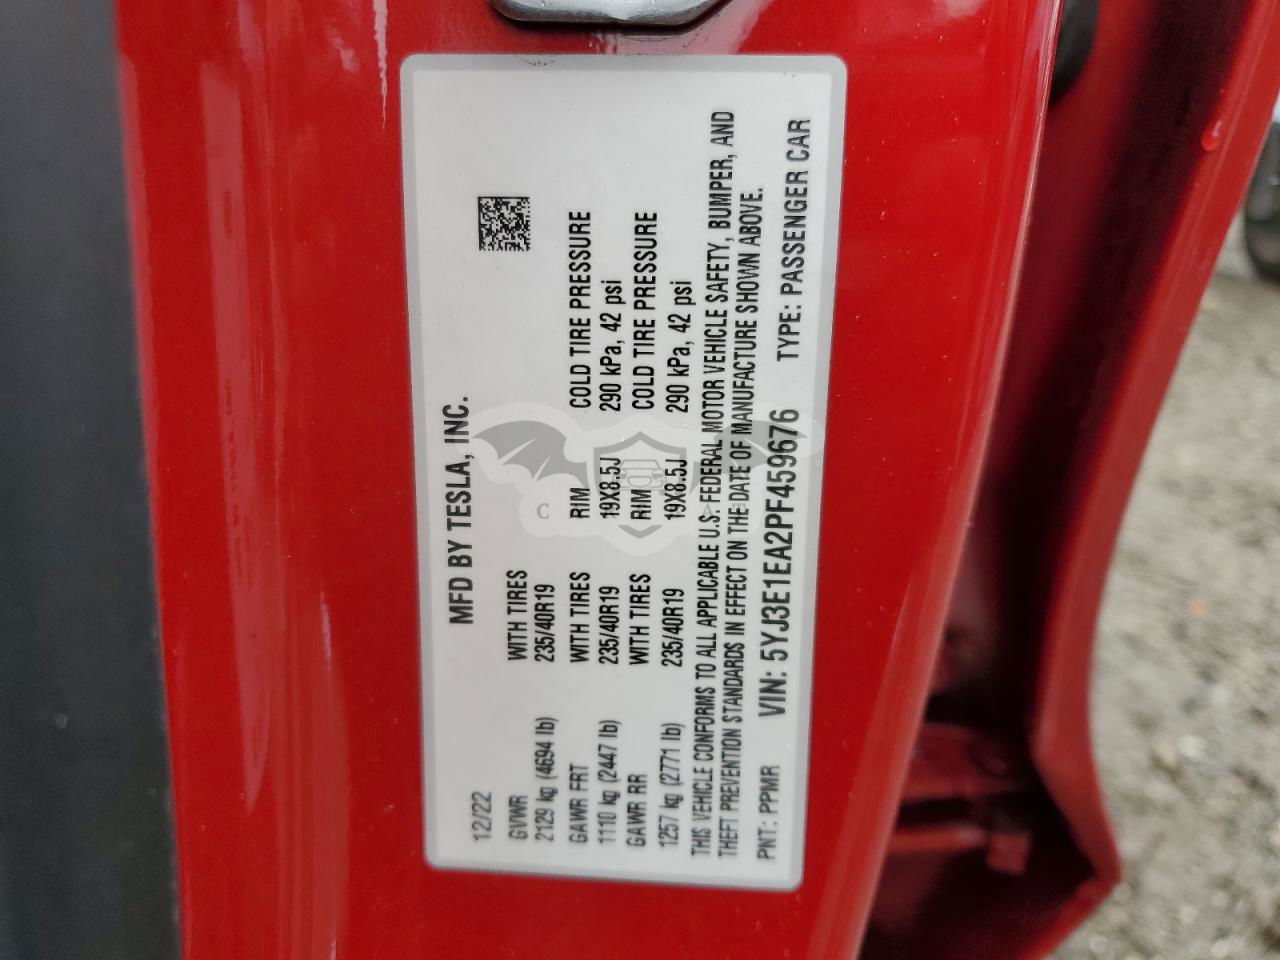 MFD BY TESLA, INC.
12/22
GVWR WITH TIRES
2129 kg (4694 lb) 235/40R19
GAWR FRT WITH TIRES RIM COLD TIRE PRESSURE
1110 kg (2447 lb) 235/40R19 19X8.5J 290 kPa, 42 psi
GAWR RR WITH TIRES RIM COLD TIRE PRESSURE
1257 kg (2771 lb) 235/40R19 19X8.5J 290 kPa, 42 psi
THIS VEHICLE CONFORMS TO ALL APPLICABLE U.S. FEDERAL MOTOR VEHICLE SAFETY, BUMPER, AND
THEFT PREVENTION STANDARDS IN EFFECT ON THE DATE OF MANUFACTURE SHOWN ABOVE.
PNT: PPMR VIN: 5YJ3E1EA2PF459676 TYPE: PASSENGER CAR